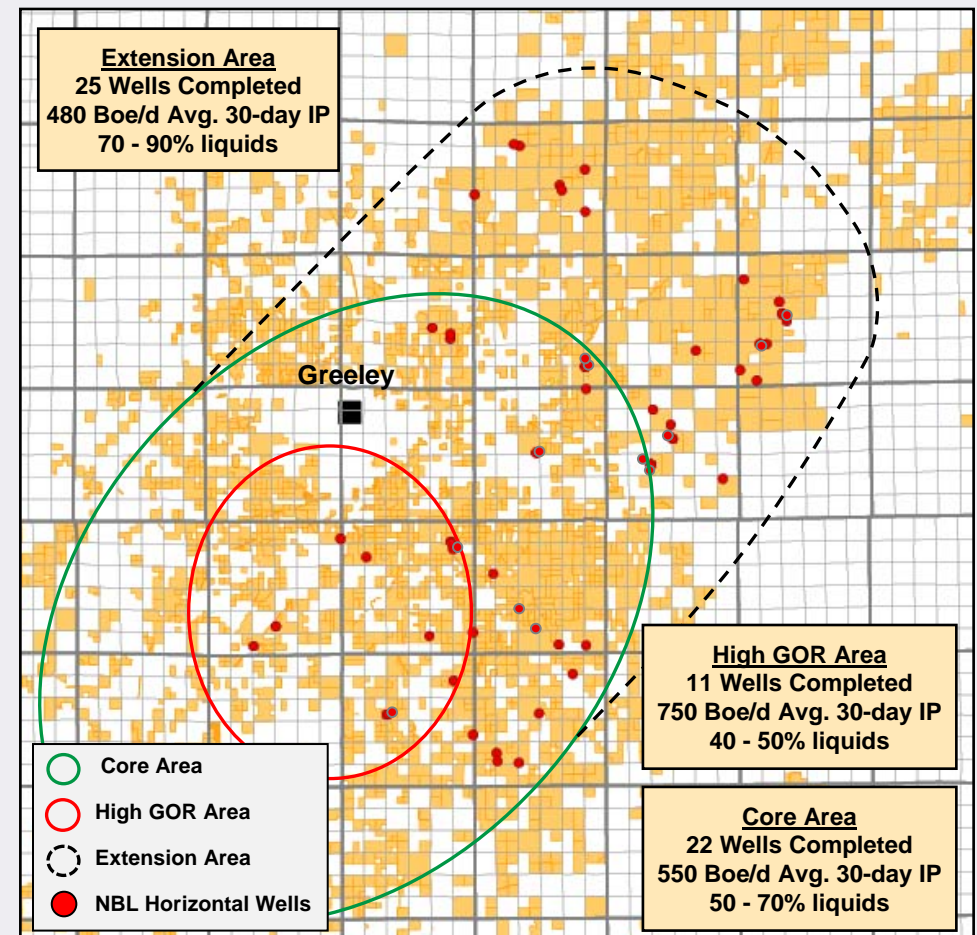 Extension Area
25 Wells Completed
480 Boe/d Avg. 30-day IP
70 - 90% liquids
Greeley
High GOR Area
11 Wells Completed
750 Boe/d Avg. 30-day IP
40 - 50% liquids
Core Area
High GOR Area
Extension Area
NBL Horizontal Wells
Core Area
22 Wells Completed
550 Boe/d Avg. 30-day IP
50 - 70% liquids